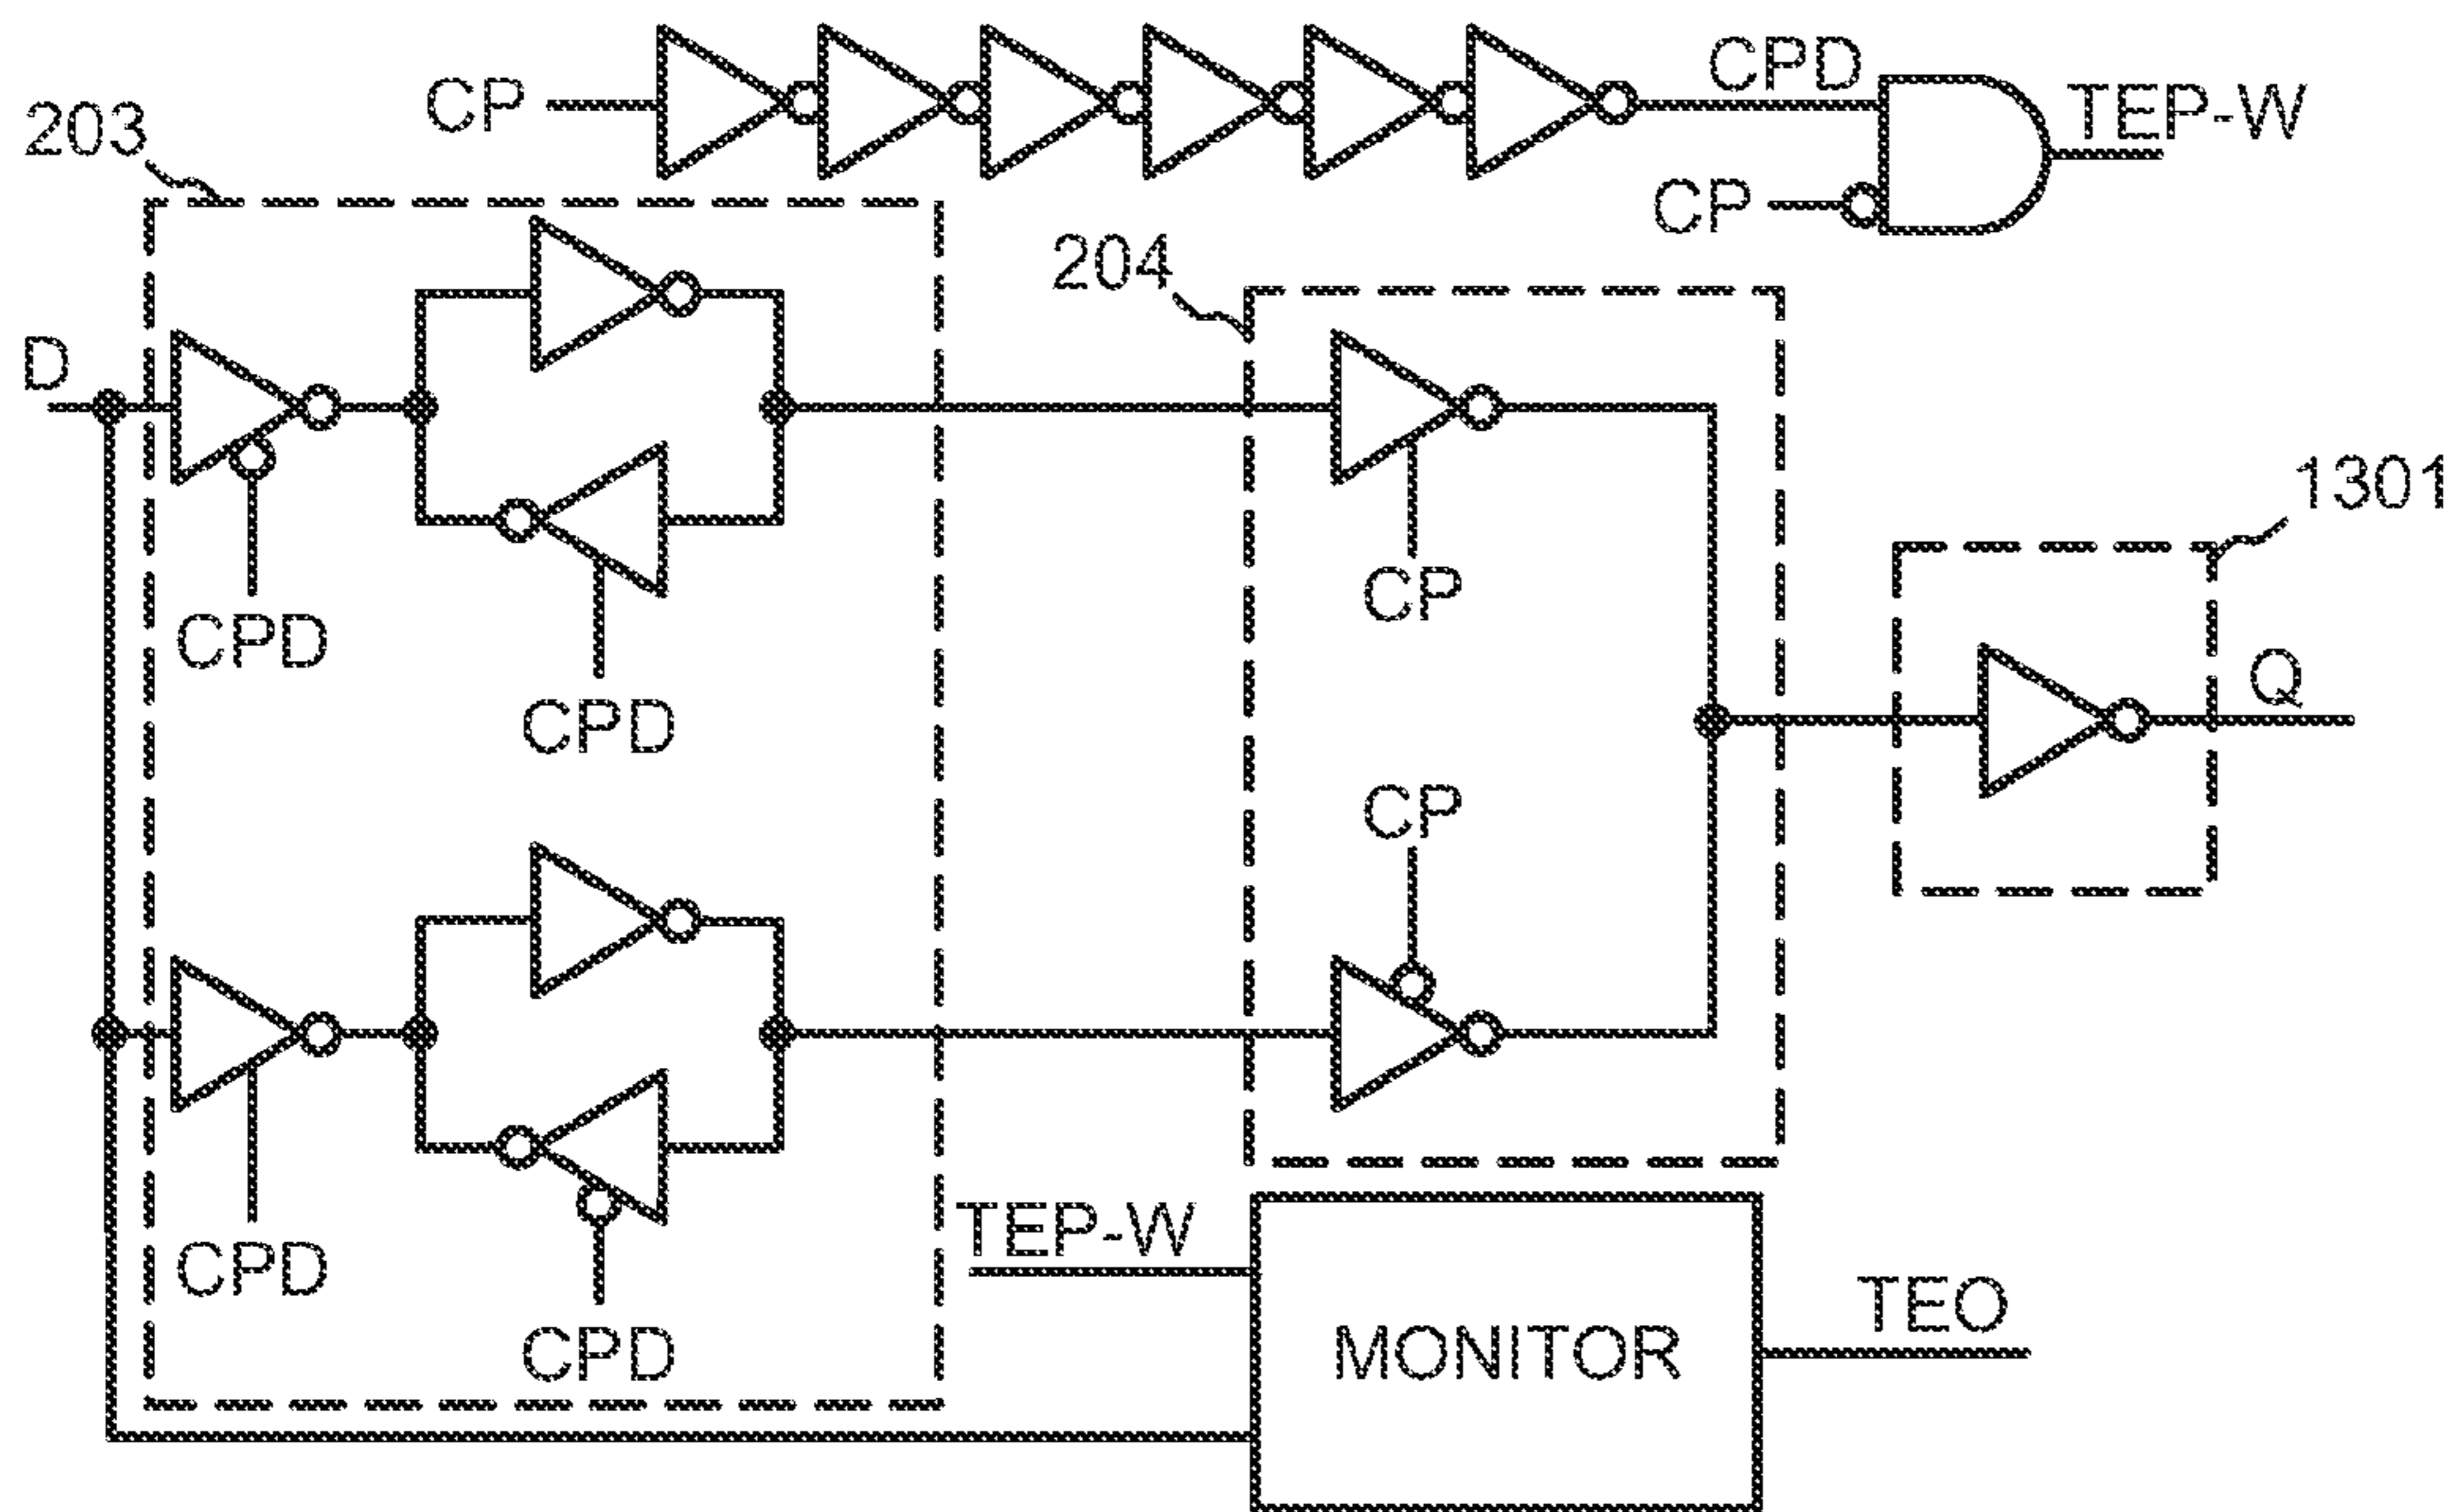 CPD
CP
TEP-W
203
CP
204
D
1301
CP
CPD
Q
CPD
CP
TEP-W
CPD
TEO
CPD
MONITOR